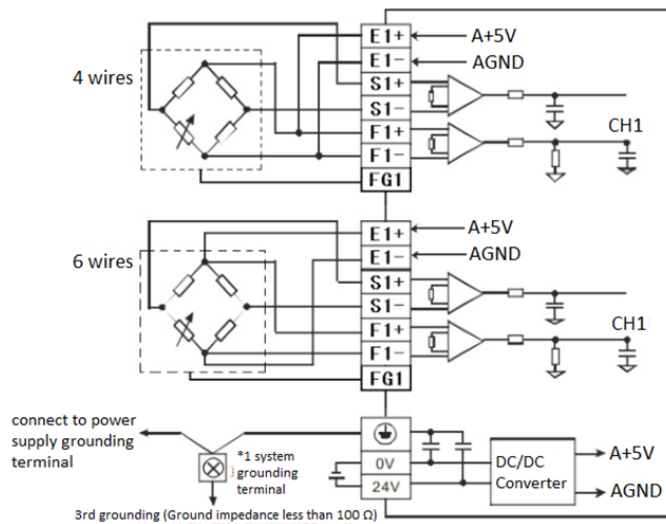 E1+
A+5V
E1-
AGND
4 wires
S1+
S1-
F1+
CH1
F1-
FG1
E1+
A+5V
E1-
AGND
6 wires
S1+
S1-
F1+
CH1
F1-
FG1
connect to power
supply grounding
terminal
*1 system
grounding
terminal
0V
24V
DC/DC
Converter
A+5V
AGND
3rd grounding (Ground impedance less than 100 Ω)